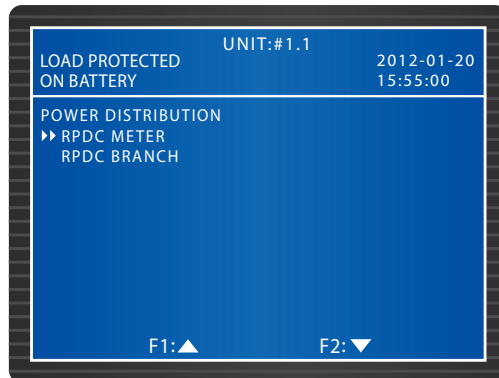 UNIT:#1.1
LOAD PROTECTED
ON BATTERY
2012-01-20
15:55:00
POWER DISTRIBUTION
RPDC METER
RPDC BRANCH
F1:
F2: